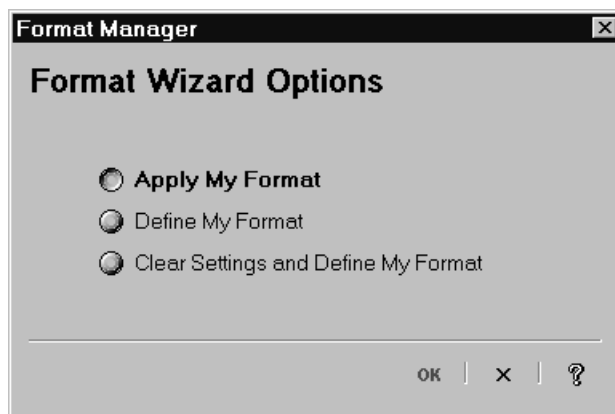 Format Manager
Format Wizard Options
Apply My Format
Define My Format
Clear Settings and Define My Format
OK | × | ?